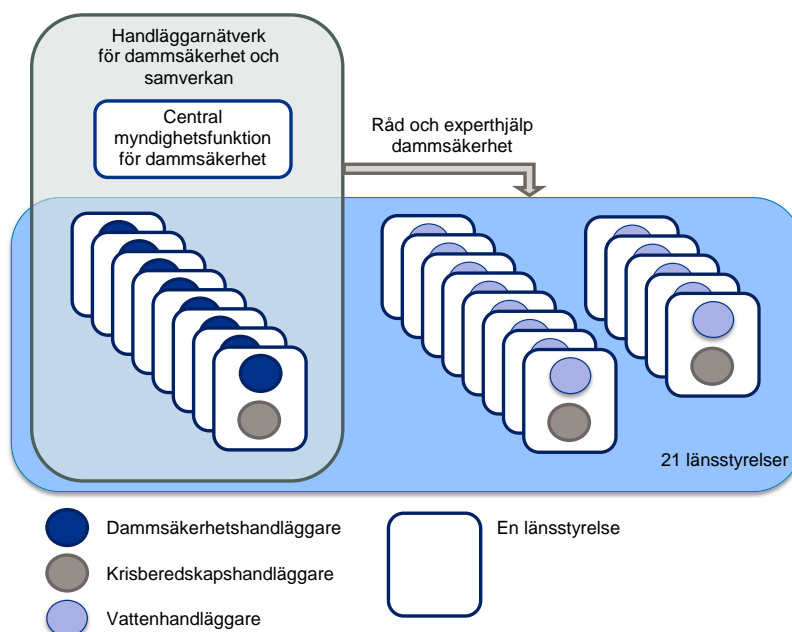 Handläggarnätverk
för dammsäkerhet och
samverkan
Central
myndighetsfunktion
för dammsäkerhet
Råd och experthjälp
dammsäkerhet
21 länsstyrelser
Dammsäkerhetshandläggare
En länsstyrelse
Krisberedskapshandläggare
Vattenhandläggare